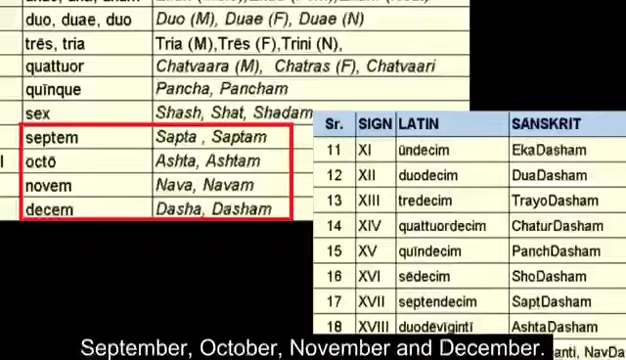 duo, duae, duo Duo (M), Duae (F), Duae (N)
três, tria Tria (M),Três (F),Trini (N),
quattuor Chatvaara (M), Chatras (F), Chatvaari
quīnque Pancha, Pancham
sex Shash, Shat, Shadam
septem Sapta , Saptam
octō Ashta, Ashtam
novem Nava, Navam
decem Dasha, Dasham
Sr. SIGN LATIN SANSKRIT
11 XI ūndecim EkaDasham
12 XII duodecim DuaDasham
13 XIII tredecim TrayoDasham
14 XIV quattuordecim ChaturDasham
15 XV quīndecim PanchDasham
16 XVI sēdecim ShoDasham
17 XVII septendecim SaptDasham
18 XVIII duodēvīgintī AshtaDasham
September, October, November and December.